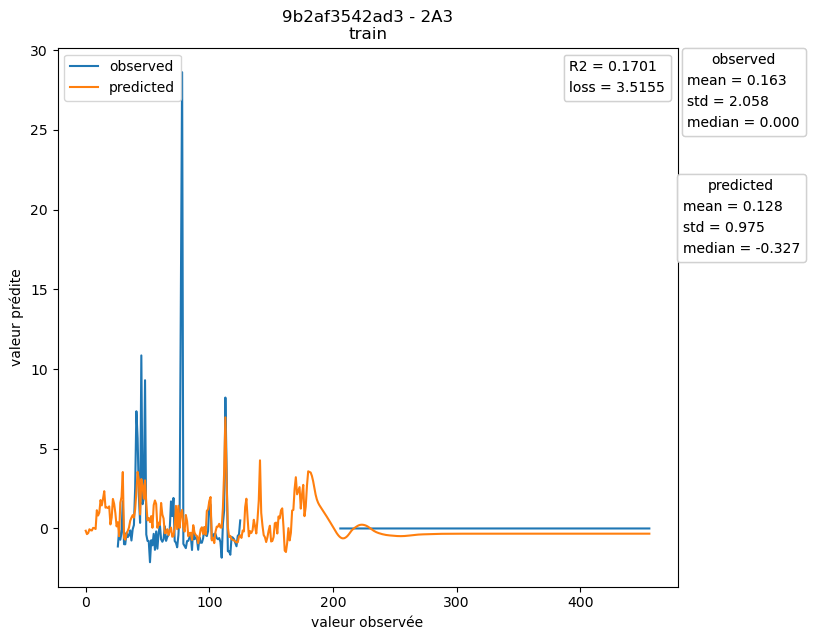 9b2af3542ad3 - 2A3
train
observed
predicted
R2 = 0.1701
loss = 3.5155
observed
mean = 0.163
std = 2.058
median = 0.000
predicted
mean = 0.128
std = 0.975
median = -0.327
valeur prédite
30
25
20
15
10
5
0
0
100
200
300
400
valeur observée